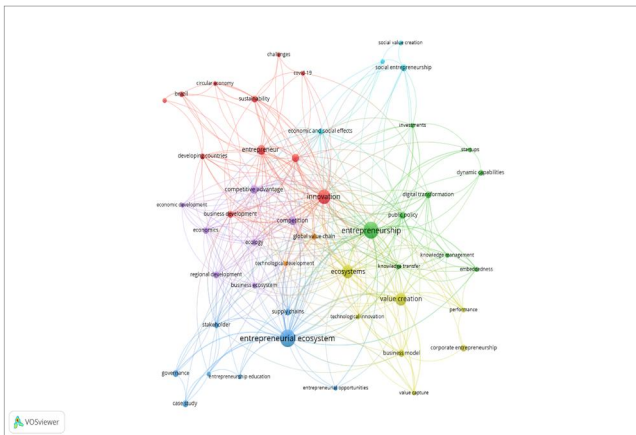 social value creation
challenges
social entrepreneurship
covid-19
circular economy
brazil
sustainability
investments
economic and social effects
entrepreneur
startups
developing countries
dynamic capabilities
competitive advantage
digital transformation
innovation
economic development
business development
public policy
competition
economics
entrepreneurship
global value chain
ecology
knowledge management
technological development
knowledge transfer
embeddedness
ecosystems
regional development
business ecosystem
value creation
supply chains
performance
technological innovation
stakeholder
entrepreneurial ecosystem
corporate entrepreneurship
business model
governance
entrepreneurship education
entrepreneurial opportunities
value capture
case study
VOSviewer